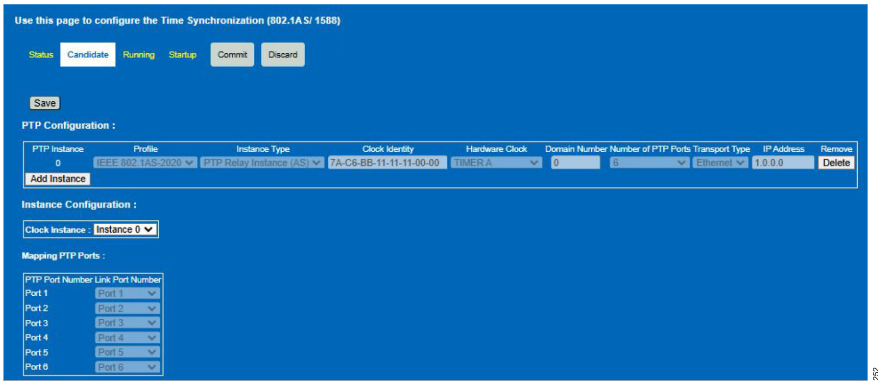 Use this page to configure the Time Synchronization (802.1AS/ 1588)
Status Candidate Running Startup Commit Discard
Save
PTP Configuration :
PTP Instance Profile Instance Type Clock Identity Hardware Clock Domain Number Number of PTP Ports Transport Type IP Address Remove
0 IEEE 802.1AS-2020 PTP Relay Instance (AS) 7A-C6-BB-11-11-11-00-00 TIMER A 0 6 Ethernet 1.0.0.0 Delete
Add Instance
Instance Configuration :
Clock Instance : Instance 0
Mapping PTP Ports :
PTP Port Number Link Port Number
Port 1 Port 1
Port 2 Port 2
Port 3 Port 3
Port 4 Port 4
Port 5 Port 5
Port 6 Port 6
252